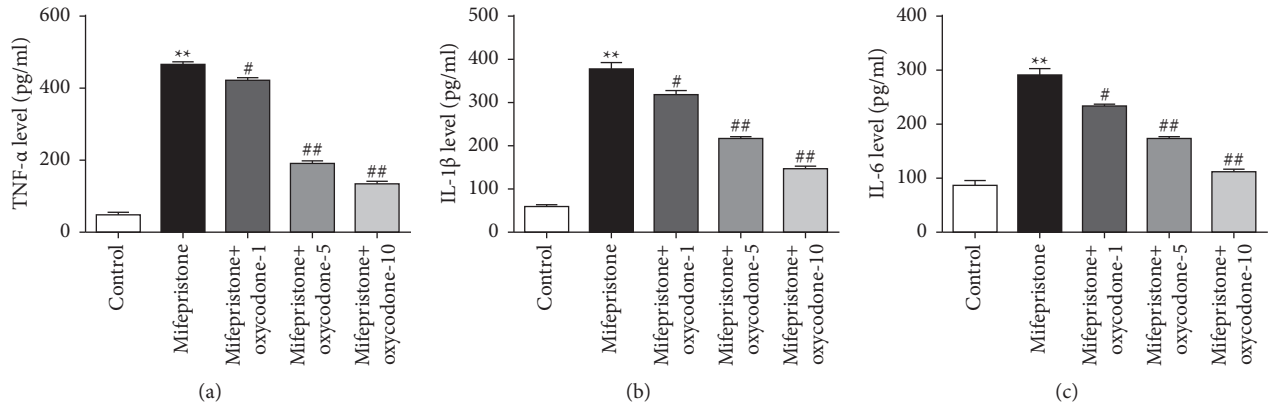 TNF-α level (pg/ml)
600
400
200
0
**
#
##
##
Control
Mifepristone
Mifepristone+
oxycodone-1
Mifepristone+
oxycodone-5
Mifepristone+
oxycodone-10
(a)
IL-1β level (pg/ml)
500
400
300
200
100
0
**
#
##
##
Control
Mifepristone
Mifepristone+
oxycodone-1
Mifepristone+
oxycodone-5
Mifepristone+
oxycodone-10
(b)
IL-6 level (pg/ml)
400
300
200
100
0
**
#
##
##
Control
Mifepristone
Mifepristone+
oxycodone-1
Mifepristone+
oxycodone-5
Mifepristone+
oxycodone-10
(c)